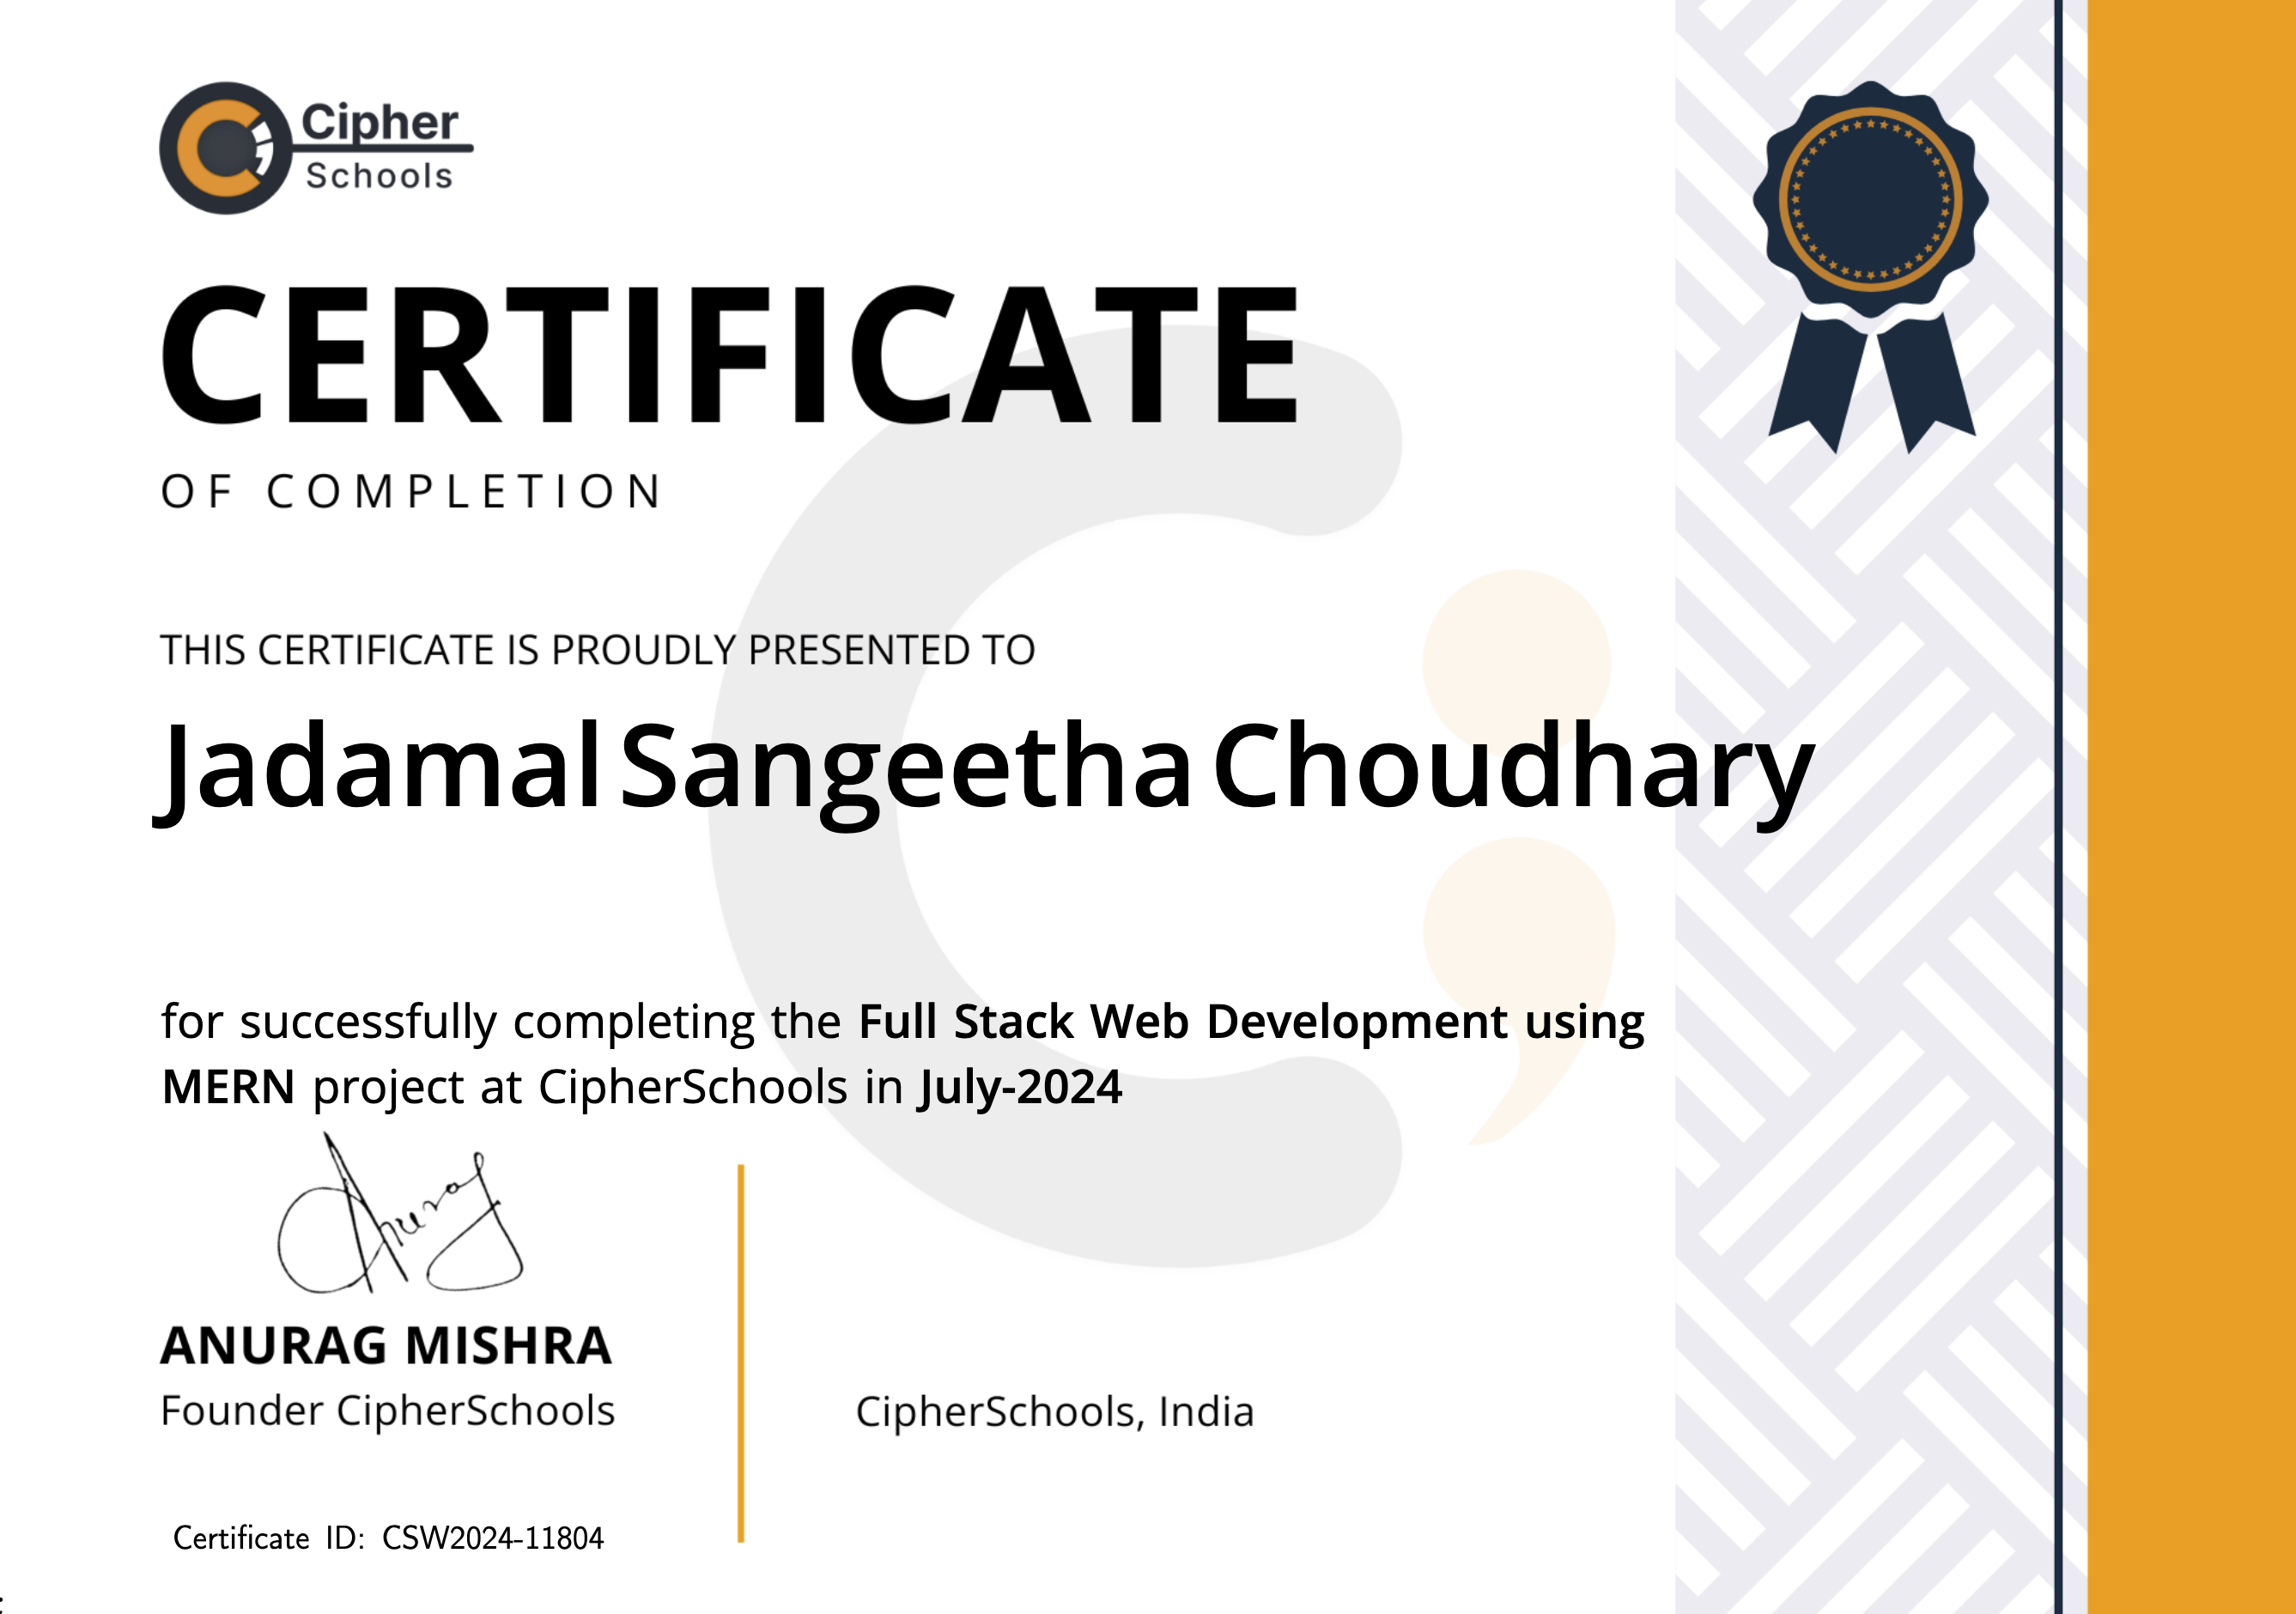 Cipher
Schools
CERTIFICATE
OF COMPLETION
THIS CERTIFICATE IS PROUDLY PRESENTED TO
Jadamal Sangeetha Choudhary
for successfully completing the Full Stack Web Development using
MERN project at CipherSchools in July-2024
Anurag
ANURAG MISHRA
Founder CipherSchools
CipherSchools, India
Certificate ID: CSW2024-11804